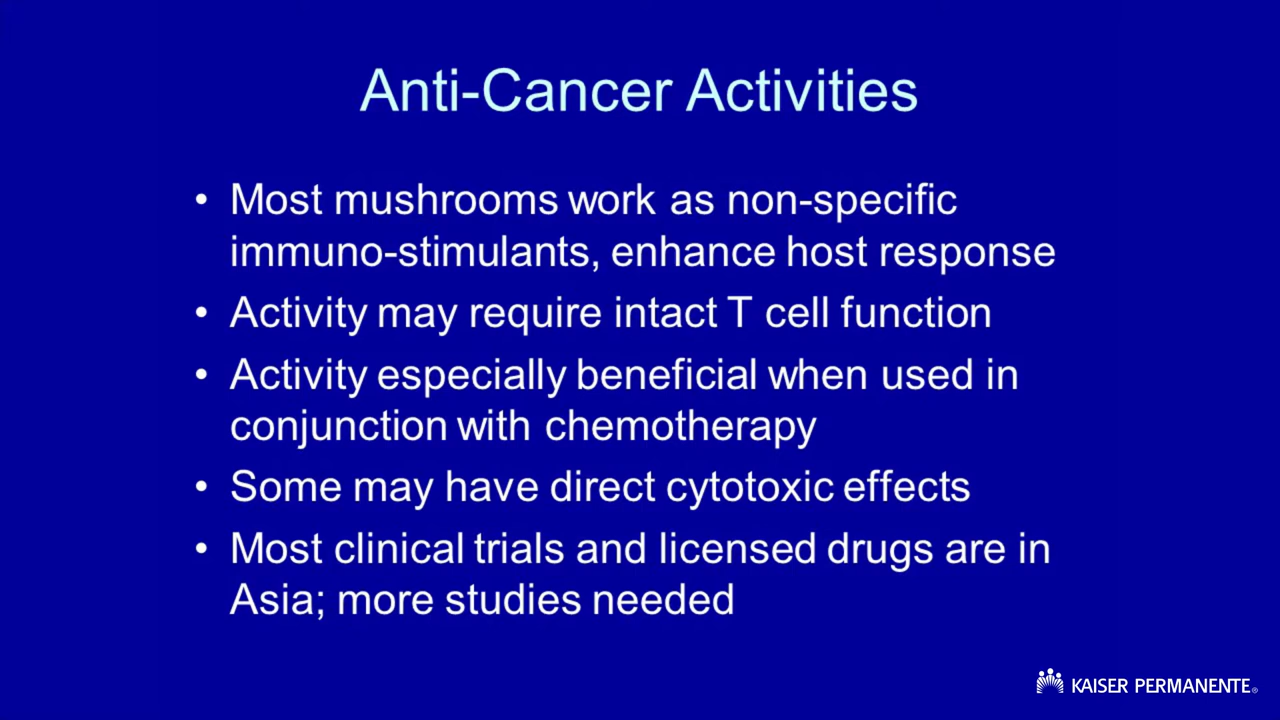 Anti-Cancer Activities
• Most mushrooms work as non-specific
immuno-stimulants, enhance host response
• Activity may require intact T cell function
• Activity especially beneficial when used in
conjunction with chemotherapy
• Some may have direct cytotoxic effects
• Most clinical trials and licensed drugs are in
Asia; more studies needed
KAISER PERMANENTE®